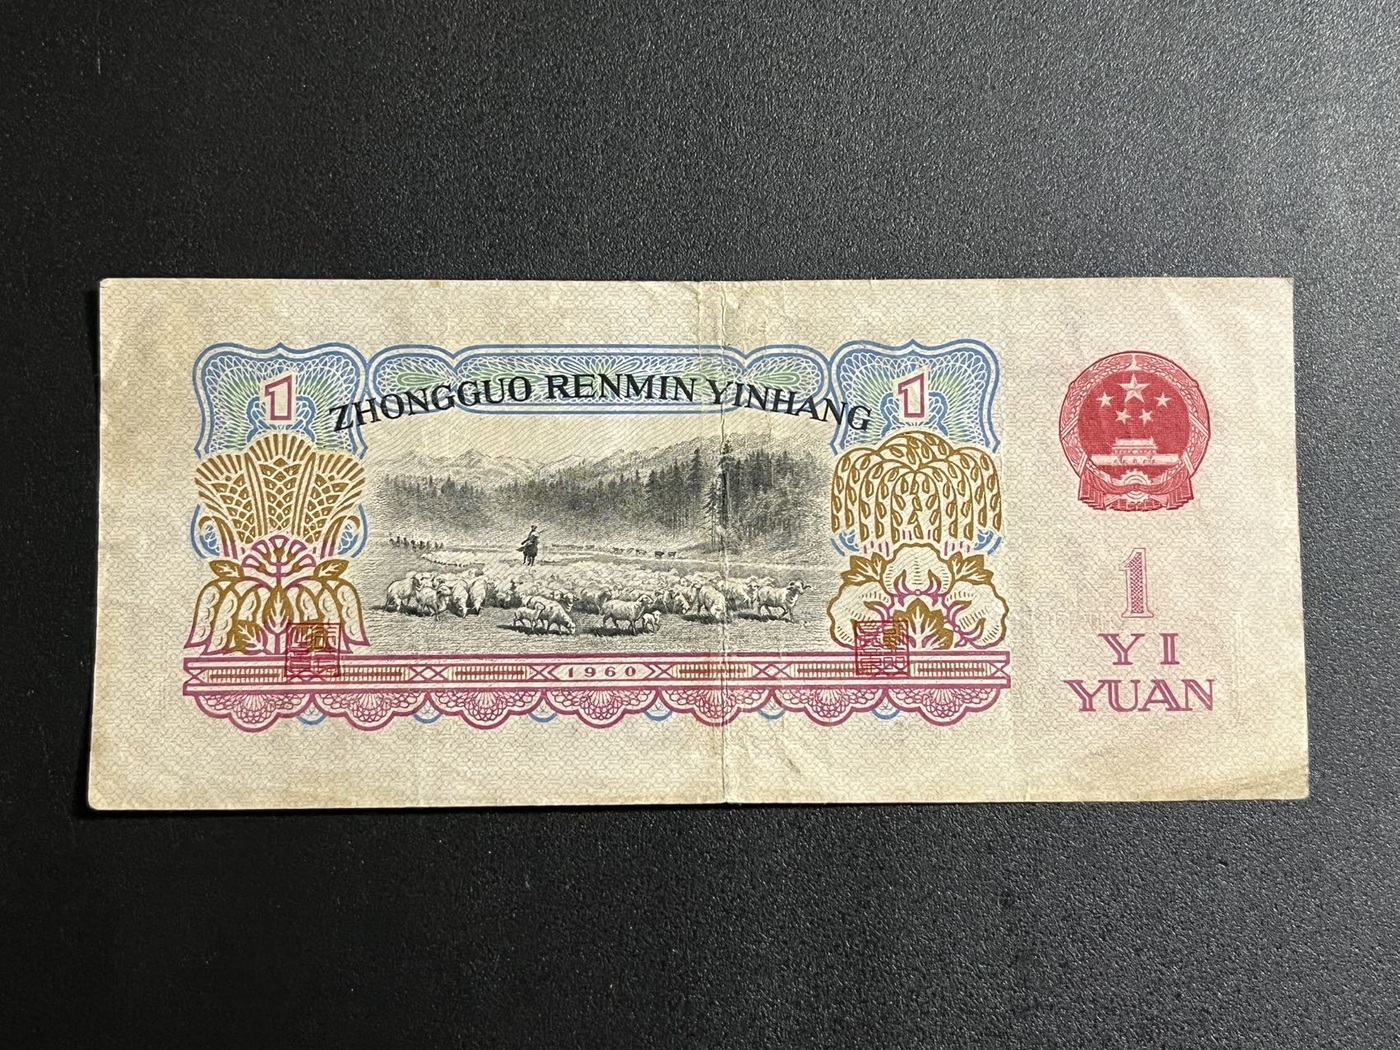 ZHONGGUO RENMIN YINHANG
1
1
1960
1
YI
YUAN